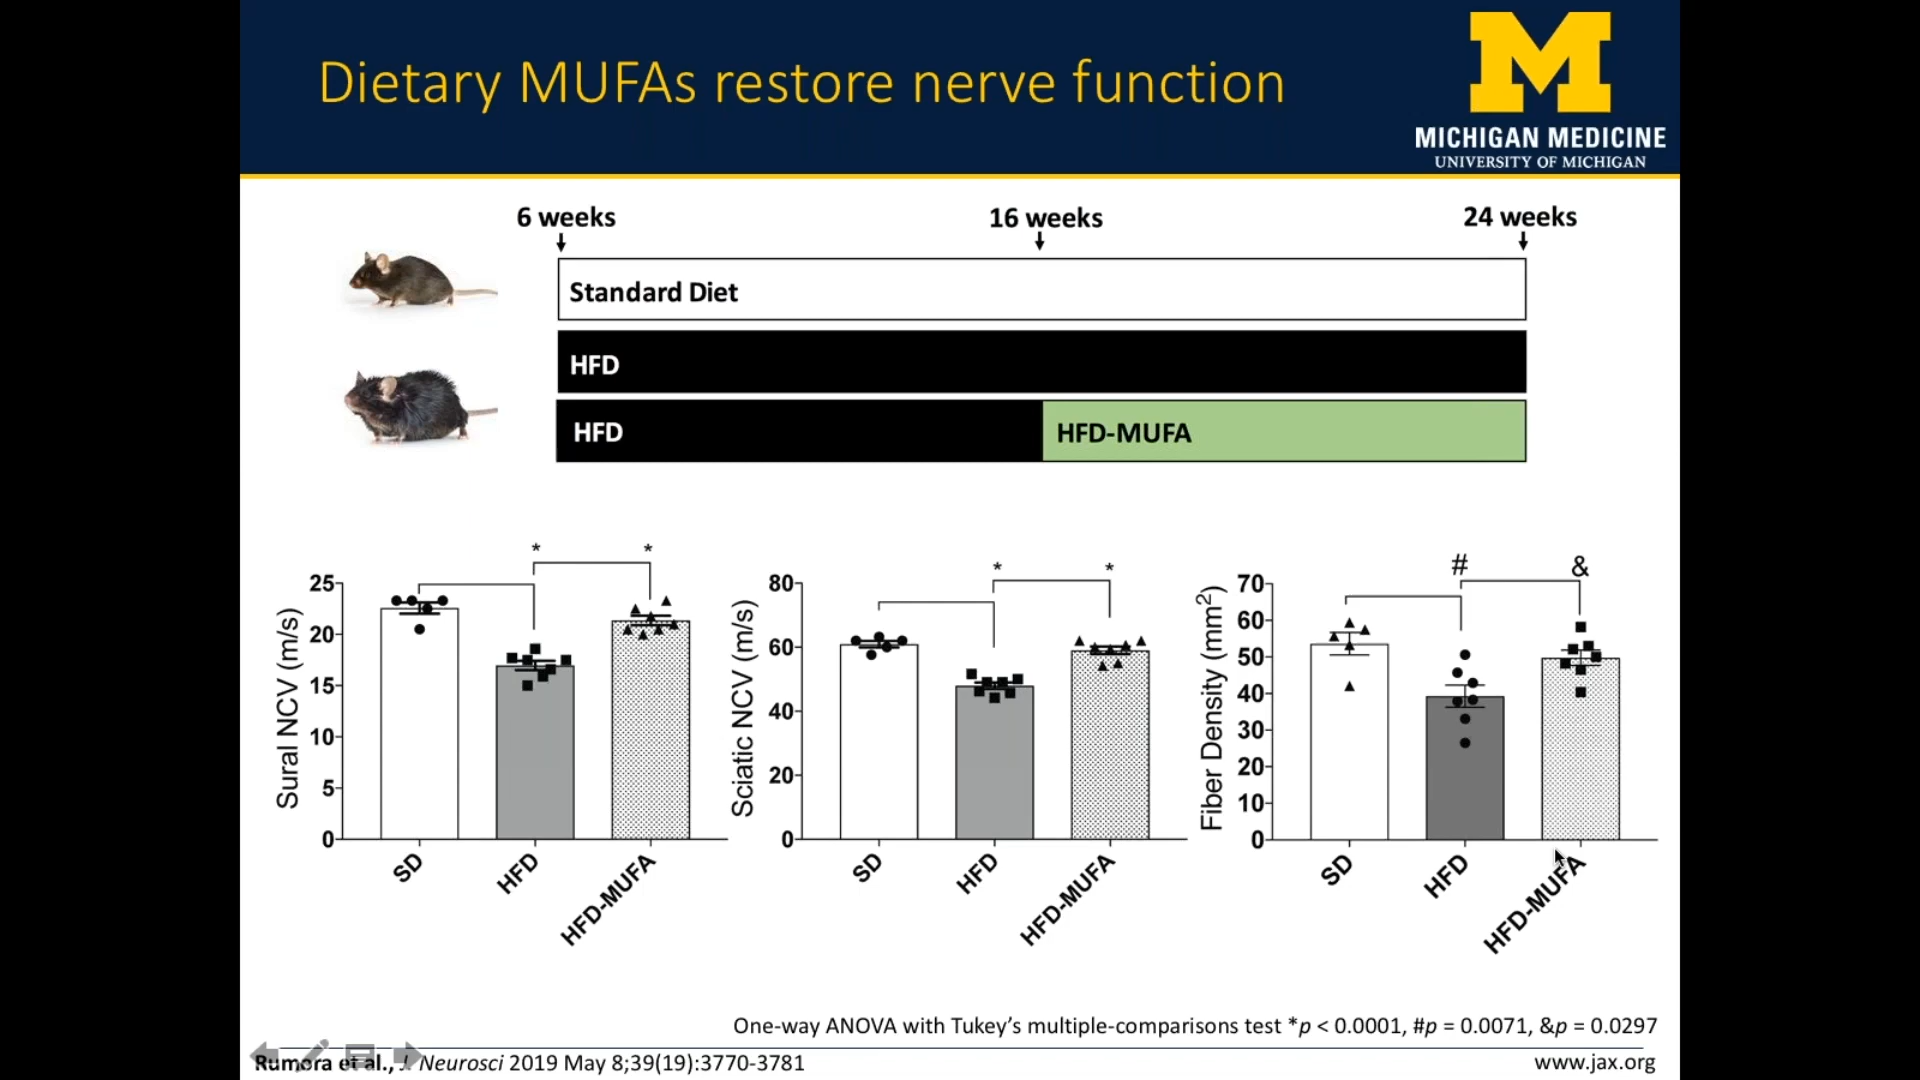 Dietary MUFAs restore nerve function
M
MICHIGAN MEDICINE
UNIVERSITY OF MICHIGAN
6 weeks
16 weeks
24 weeks
Standard Diet
HFD
HFD
HFD-MUFA
Sural NCV (m/s)
25
20
15
10
5
0
* *
SD
HFD
HFD-MUFA
Sciatic NCV (m/s)
80
60
40
20
0
* *
SD
HFD
HFD-MUFA
Fiber Density (mm²)
70
60
50
40
30
20
10
0
# &
SD
HFD
HFD-MUFA
One-way ANOVA with Tukey’s multiple-comparisons test *p < 0.0001, #p = 0.0071, &p = 0.0297
Rumora et al., J. Neurosci 2019 May 8;39(19):3770-3781
www.jax.org